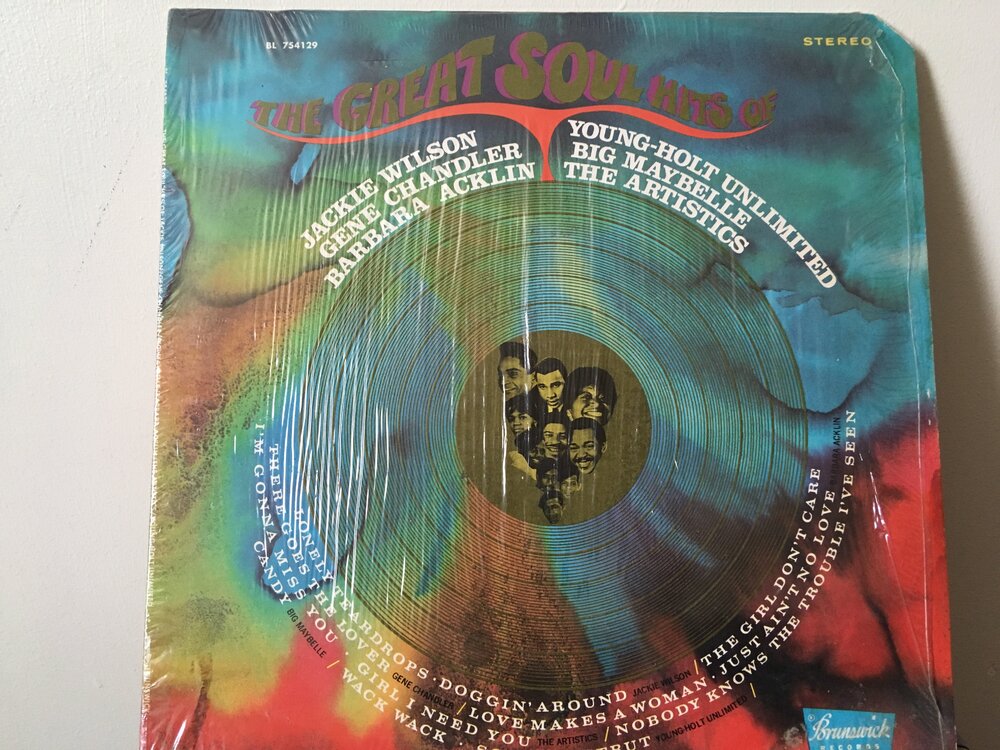 BL 754129
STEREO
THE GREAT SOUL HITS OF
JACKIE WILSON
GENE CHANDLER
BARBARA ACKLIN
YOUNG-HOLT UNLIMITED
BIG MAYBELLE
THE ARTISTICS
LONELY TEARDROPS · DOGGIN' AROUND JACKIE WILSON / THE GIRL DON'T CARE
THERE GOES THE LOVER GENE CHANDLER / LOVE MAKES A WOMAN · JUST AIN'T NO LOVE BARBARA ACKLIN
I'M GONNA MISS YOU · GIRL I NEED YOU THE ARTISTICS / NOBODY KNOWS THE TROUBLE I'VE SEEN
CANDY BIG MAYBELLE / WACK WACK · YOUNG-HOLT UNLIMITED /
Brunswick
RECORDS